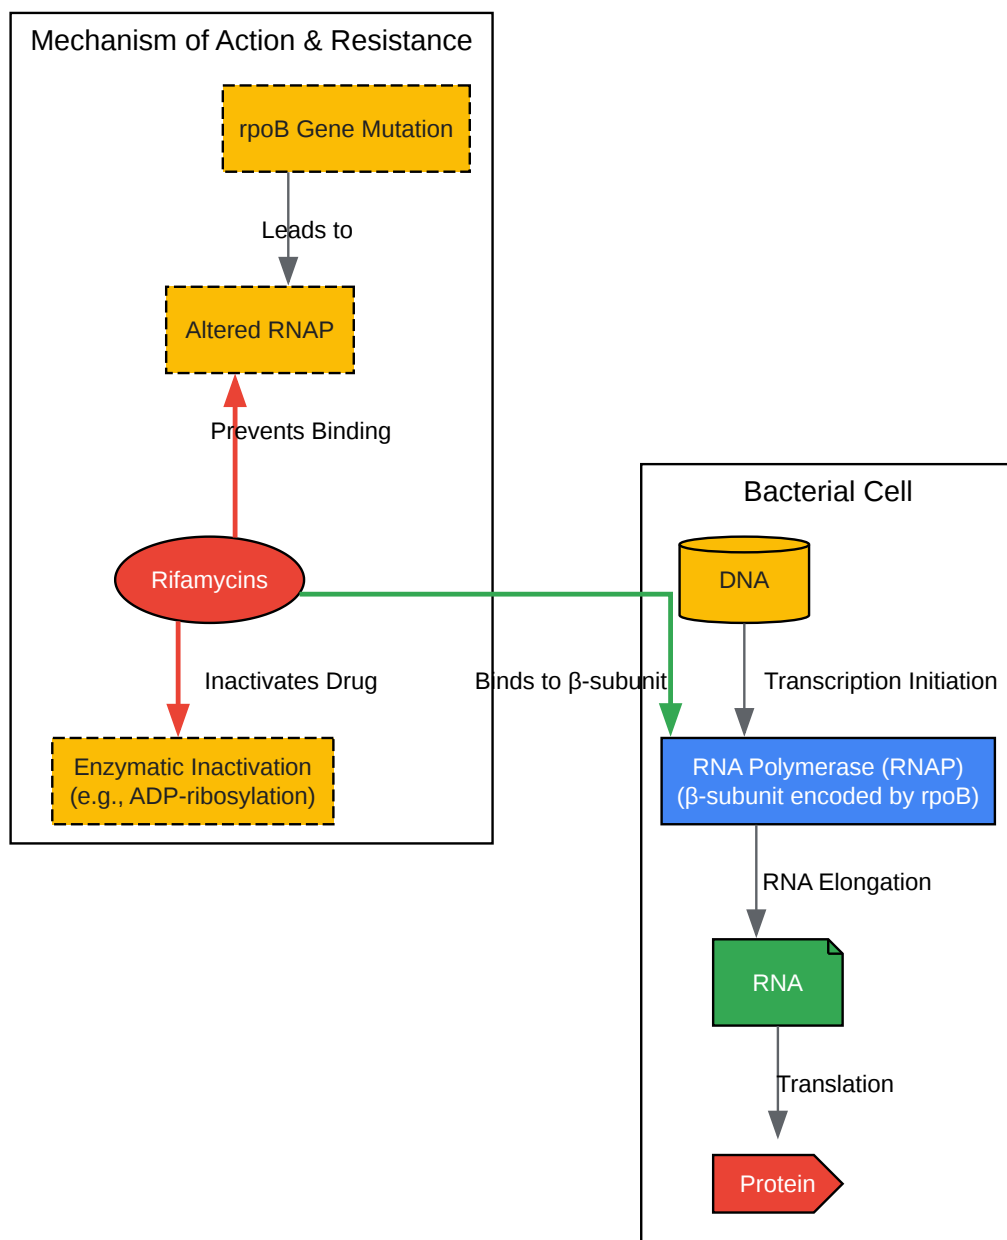 Mechanism of Action & Resistance
rpoB Gene Mutation
Leads to
Altered RNAP
Prevents Binding
Rifamycins
Inactivates Drug
Enzymatic Inactivation
(e.g., ADP-ribosylation)
Binds to β-subunit
Bacterial Cell
DNA
Transcription Initiation
RNA Polymerase (RNAP)
(β-subunit encoded by rpoB)
RNA Elongation
RNA
Translation
Protein